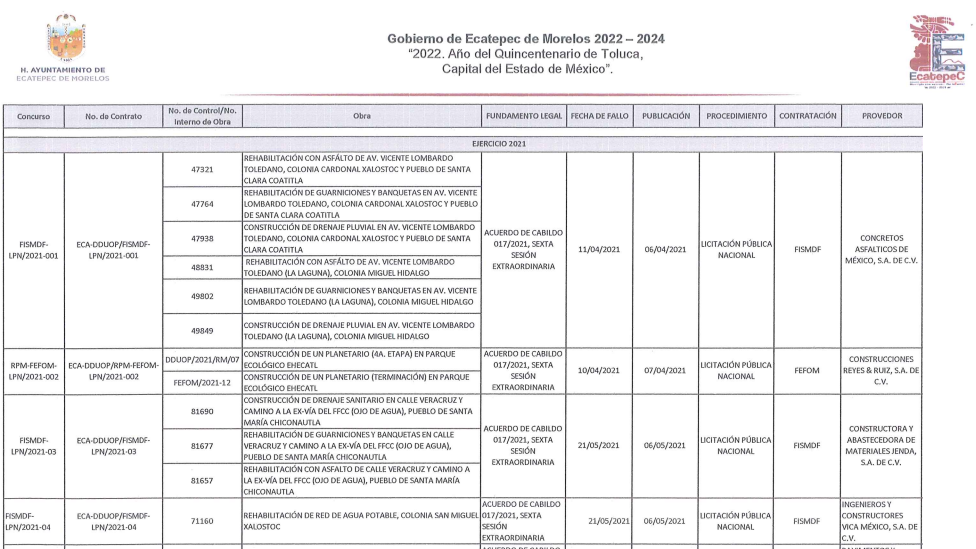 H. AYUNTAMIENTO DE
ECATEPEC DE MORELOS
Gobierno de Ecatepec de Morelos 2022 – 2024
“2022. Año del Quincentenario de Toluca,
Capital del Estado de México”.
EcatepeC
Concurso
No. de Contrato
No. de Control/No.
Interno de Obra
Obra
FUNDAMENTO LEGAL
FECHA DE FALLO
PUBLICACIÓN
PROCEDIMIENTO
CONTRATACIÓN
PROVEDOR
EJERCICIO 2021
FISMDF-
LPN/2021-001
ECA-DDUOP/FISMDF-
LPN/2021-001
47321
REHABILITACIÓN CON ASFÁLTO DE AV. VICENTE LOMBARDO
TOLEDANO, COLONIA CARDONAL XALOSTOC Y PUEBLO DE SANTA
CLARA COATITLA
47764
REHABILITACIÓN DE GUARNICIONES Y BANQUETAS EN AV. VICENTE
LOMBARDO TOLEDANO, COLONIA CARDONAL XALOSTOC Y PUEBLO
DE SANTA CLARA COATITLA
47938
CONSTRUCCIÓN DE DRENAJE PLUVIAL EN AV. VICENTE LOMBARDO
TOLEDANO, COLONIA CARDONAL XALOSTOC Y PUEBLO DE SANTA
CLARA COATITLA
48831
REHABILITACIÓN CON ASFÁLTO DE AV. VICENTE LOMBARDO
TOLEDANO (LA LAGUNA), COLONIA MIGUEL HIDALGO
49802
REHABILITACIÓN DE GUARNICIONES Y BANQUETAS EN AV. VICENTE
LOMBARDO TOLEDANO (LA LAGUNA), COLONIA MIGUEL HIDALGO
49849
CONSTRUCCIÓN DE DRENAJE PLUVIAL EN AV. VICENTE LOMBARDO
TOLEDANO (LA LAGUNA), COLONIA MIGUEL HIDALGO
ACUERDO DE CABILDO
017/2021, SEXTA
SESIÓN
EXTRAORDINARIA
11/04/2021
06/04/2021
LICITACIÓN PÚBLICA
NACIONAL
FISMDF
CONCRETOS
ASFALTICOS DE
MÉXICO, S.A. DE C.V.
RPM-FEFOM-
LPN/2021-002
ECA-DDUOP/RPM-FEFOM-
LPN/2021-002
DDUOP/2021/RM/07
CONSTRUCCIÓN DE UN PLANETARIO (4A. ETAPA) EN PARQUE
ECOLÓGICO EHECATL
FEFOM/2021-12
CONSTRUCCIÓN DE UN PLANETARIO (TERMINACIÓN) EN PARQUE
ECOLÓGICO EHECATL
ACUERDO DE CABILDO
017/2021, SEXTA
SESIÓN
EXTRAORDINARIA
10/04/2021
07/04/2021
LICITACIÓN PÚBLICA
NACIONAL
FEFOM
CONSTRUCCIONES
REYES & RUIZ, S.A. DE
C.V.
FISMDF-
LPN/2021-03
ECA-DDUOP/FISMDF-
LPN/2021-03
81690
CONSTRUCCIÓN DE DRENAJE SANITARIO EN CALLE VERACRUZ Y
CAMINO A LA EX-VÍA DEL FFCC (OJO DE AGUA), PUEBLO DE SANTA
MARÍA CHICONAUTLA
81677
REHABILITACIÓN DE GUARNICIONES Y BANQUETAS EN CALLE
VERACRUZ Y CAMINO A LA EX-VÍA DEL FFCC (OJO DE AGUA),
PUEBLO DE SANTA MARÍA CHICONAUTLA
81657
REHABILITACIÓN CON ASFALTO DE CALLE VERACRUZ Y CAMINO A
LA EX-VÍA DEL FFCC (OJO DE AGUA), PUEBLO DE SANTA MARÍA
CHICONAUTLA
ACUERDO DE CABILDO
017/2021, SEXTA
SESIÓN
EXTRAORDINARIA
21/05/2021
06/05/2021
LICITACIÓN PÚBLICA
NACIONAL
FISMDF
CONSTRUCTORA Y
ABASTECEDORA DE
MATERIALES JENDA,
S.A. DE C.V.
FISMDF-
LPN/2021-04
ECA-DDUOP/FISMDF-
LPN/2021-04
71160
REHABILITACIÓN DE RED DE AGUA POTABLE, COLONIA SAN MIGUEL
XALOSTOC
ACUERDO DE CABILDO
017/2021, SEXTA
SESIÓN
EXTRAORDINARIA
21/05/2021
06/05/2021
LICITACIÓN PÚBLICA
NACIONAL
FISMDF
INGENIEROS Y
CONSTRUCTORES
VICA MÉXICO, S.A. DE
C.V.